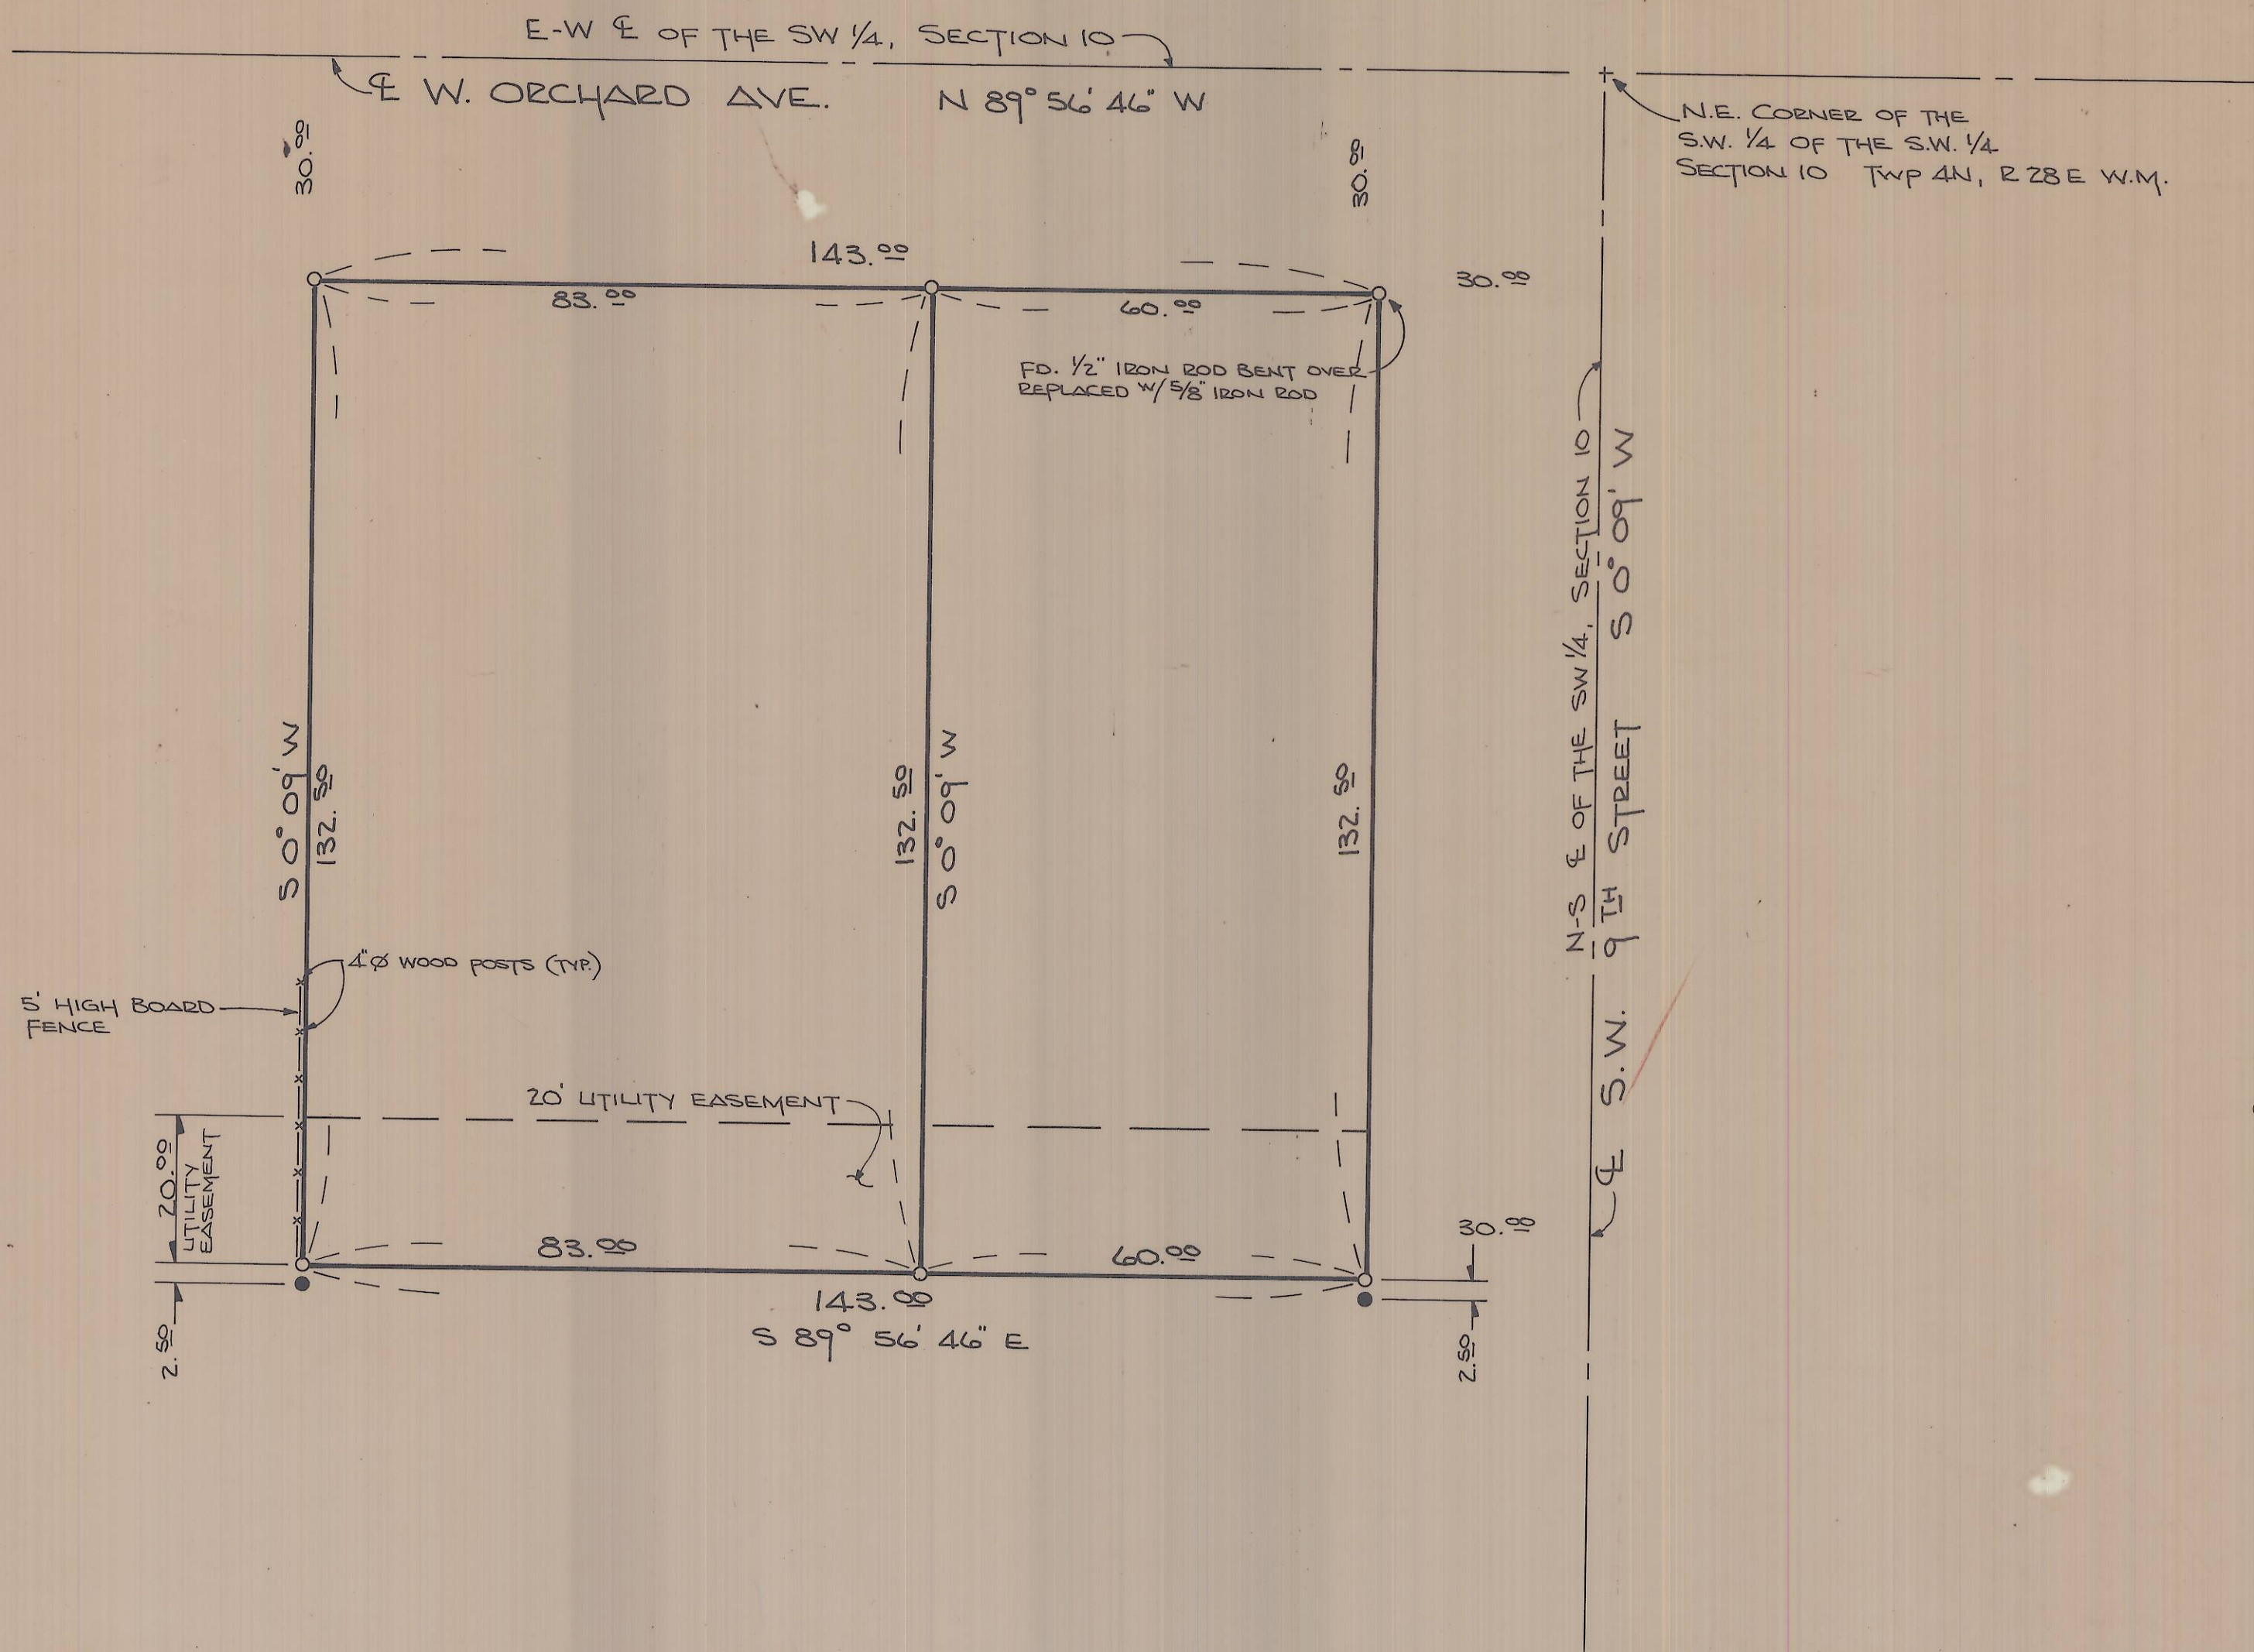 E-W ℄ OF THE SW 1/4, SECTION 10
℄ W. ORCHARD AVE. N 89° 56' 46" W
N.E. CORNER OF THE
S.W. 1/4 OF THE S.W. 1/4
SECTION 10 TWP 4N, R 28 E W.M.
30.00
30.00
143.00
30.00
83.00
60.00
FD. 1/2" IRON ROD BENT OVER
REPLACED W/ 5/8" IRON ROD
S 0° 09' W
132.50
132.50
S 0° 09' W
132.50
N-S ℄ OF THE SW 1/4, SECTION 10
℄ S.W. 9TH STREET S 0° 09' W
4"Ø WOOD POSTS (TYP.)
5' HIGH BOARD
FENCE
20' UTILITY EASEMENT
20.00
UTILITY
EASEMENT
83.00
60.00
30.00
143.00
S 89° 56' 46" E
2.50
2.50